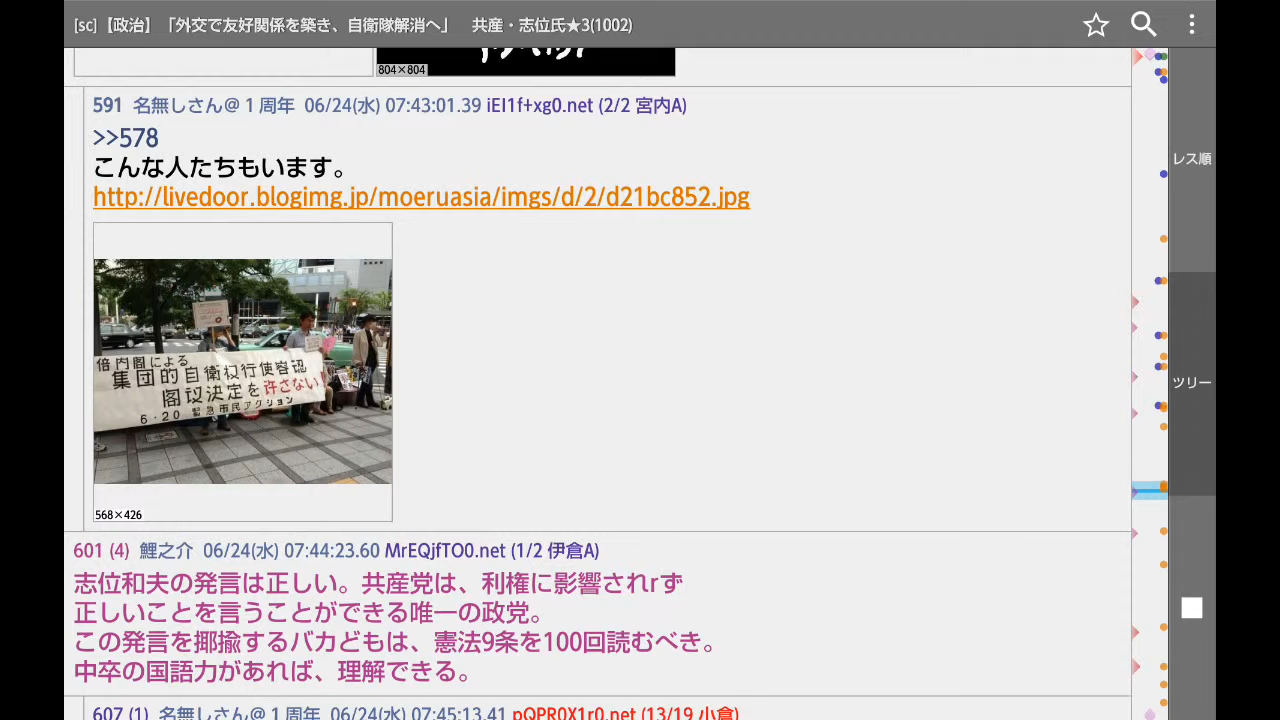 [sc]【政治】「外交で友好関係を築き、自衛隊解消へ」　共産・志位氏★3(1002)
804×804
591 名無しさん＠１周年 06/24(水) 07:43:01.39 iEI1f+xg0.net (2/2 宮内A)
>>578
こんな人たちもいます。
http://livedoor.blogimg.jp/moeruasia/imgs/d/2/d21bc852.jpg
倍内閣による
集団的自衛权行使容認
閣议決定を許さない!
6・20 緊急市民アクション
568×426
601 (4) 鯉之介 06/24(水) 07:44:23.60 MrEQjfTO0.net (1/2 伊倉A)
志位和夫の発言は正しい。共産党は、利権に影響されrず
正しいことを言うことができる唯一の政党。
この発言を揶揄するバカどもは、憲法9条を100回読むべき。
中卒の国語力があれば、理解できる。
607 (1) 名無しさん＠１周年 06/24(水) 07:45:13.41 pQPR0X1r0.net (13/19 小倉)
レス順
ツリー